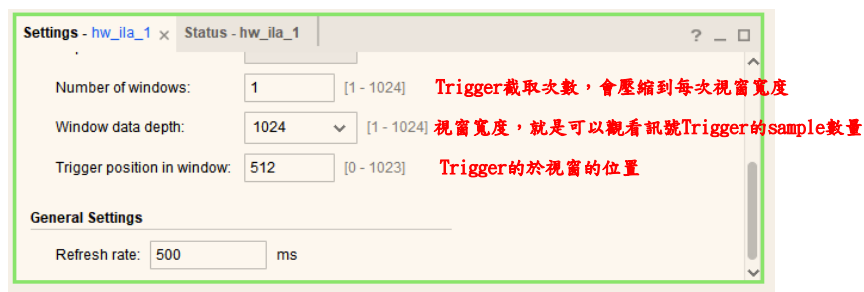 Settings - hw_ila_1 × Status - hw_ila_1 ?
Number of windows: 1 [1 - 1024] Trigger截取次數，會壓縮到每次視窗寬度
Window data depth: 1024 [1 - 1024] 視窗寬度，就是可以觀看訊號Trigger的sample數量
Trigger position in window: 512 [0 - 1023] Trigger的於視窗的位置
General Settings
Refresh rate: 500 ms